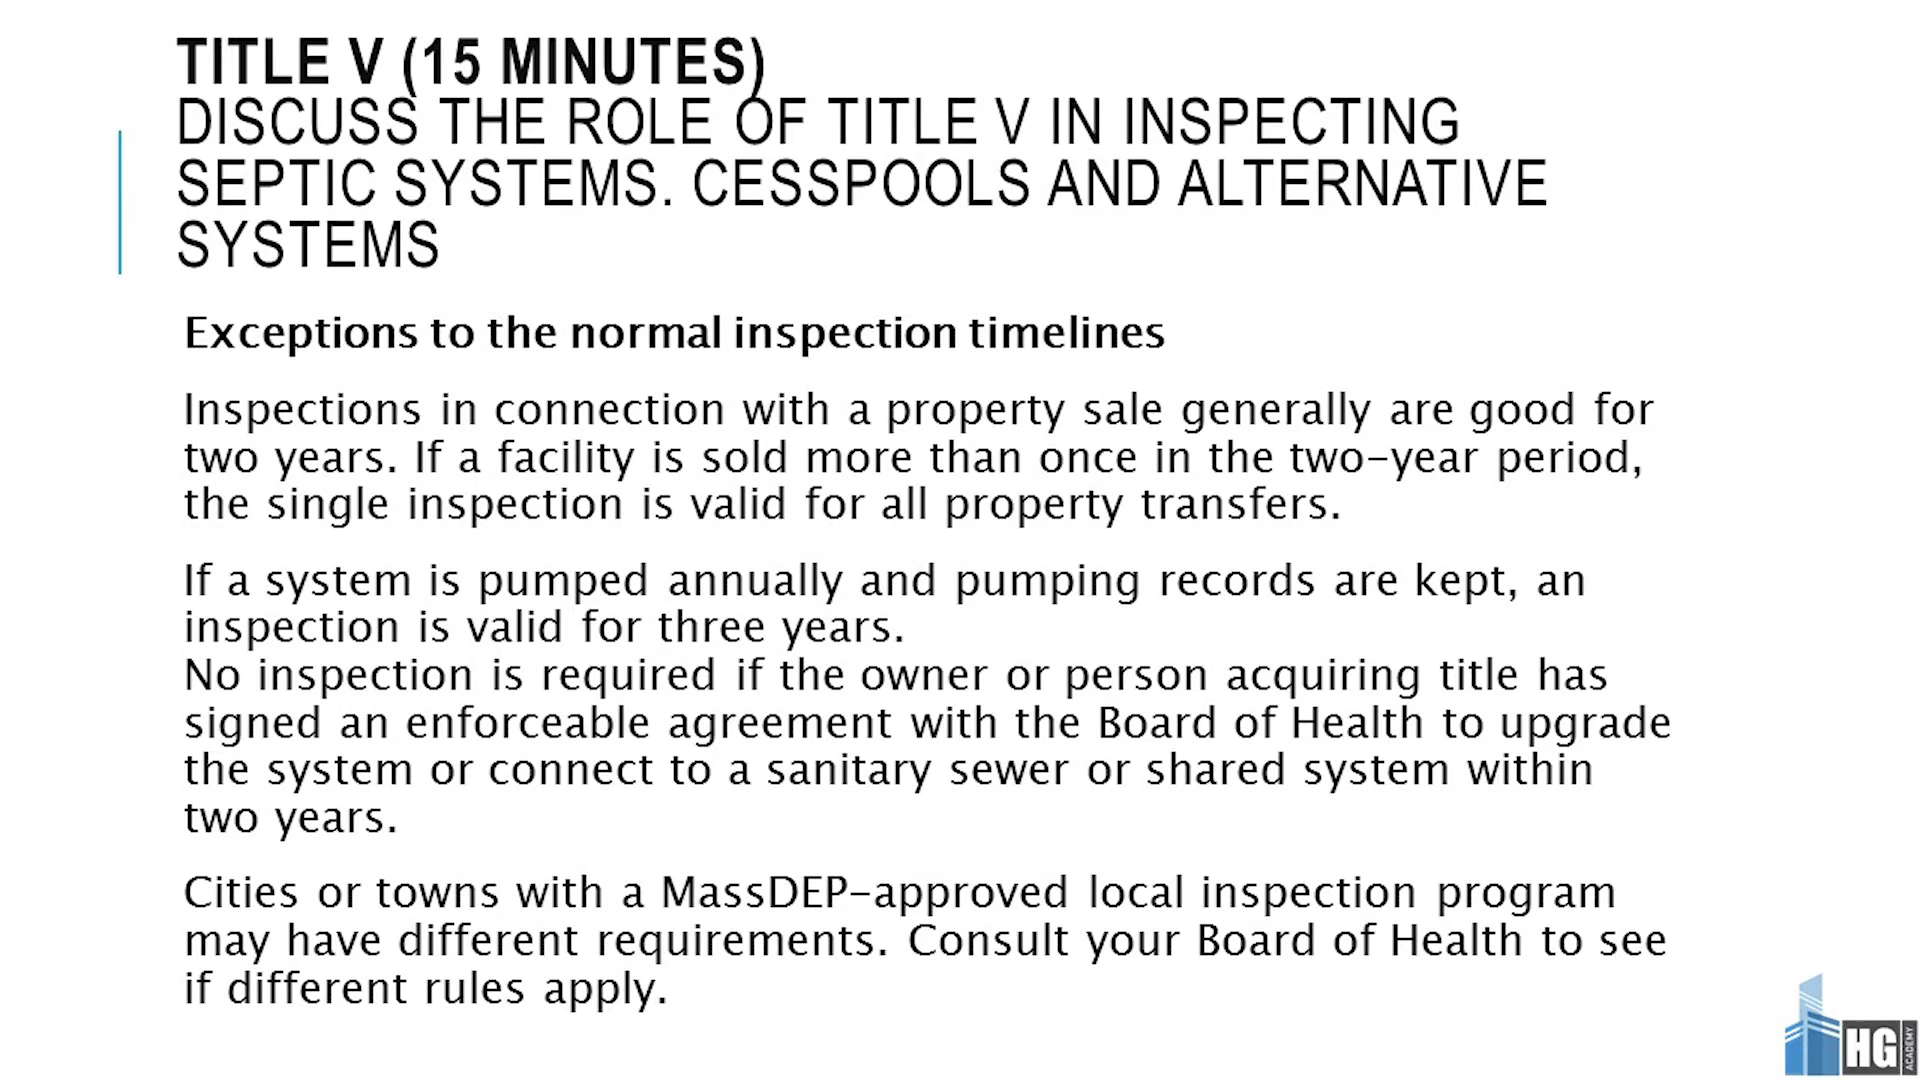 TITLE V (15 MINUTES)
DISCUSS THE ROLE OF TITLE V IN INSPECTING
SEPTIC SYSTEMS. CESSPOOLS AND ALTERNATIVE
SYSTEMS
Exceptions to the normal inspection timelines
Inspections in connection with a property sale generally are good for
two years. If a facility is sold more than once in the two-year period,
the single inspection is valid for all property transfers.
If a system is pumped annually and pumping records are kept, an
inspection is valid for three years.
No inspection is required if the owner or person acquiring title has
signed an enforceable agreement with the Board of Health to upgrade
the system or connect to a sanitary sewer or shared system within
two years.
Cities or towns with a MassDEP-approved local inspection program
may have different requirements. Consult your Board of Health to see
if different rules apply.
HG
ACADEMY